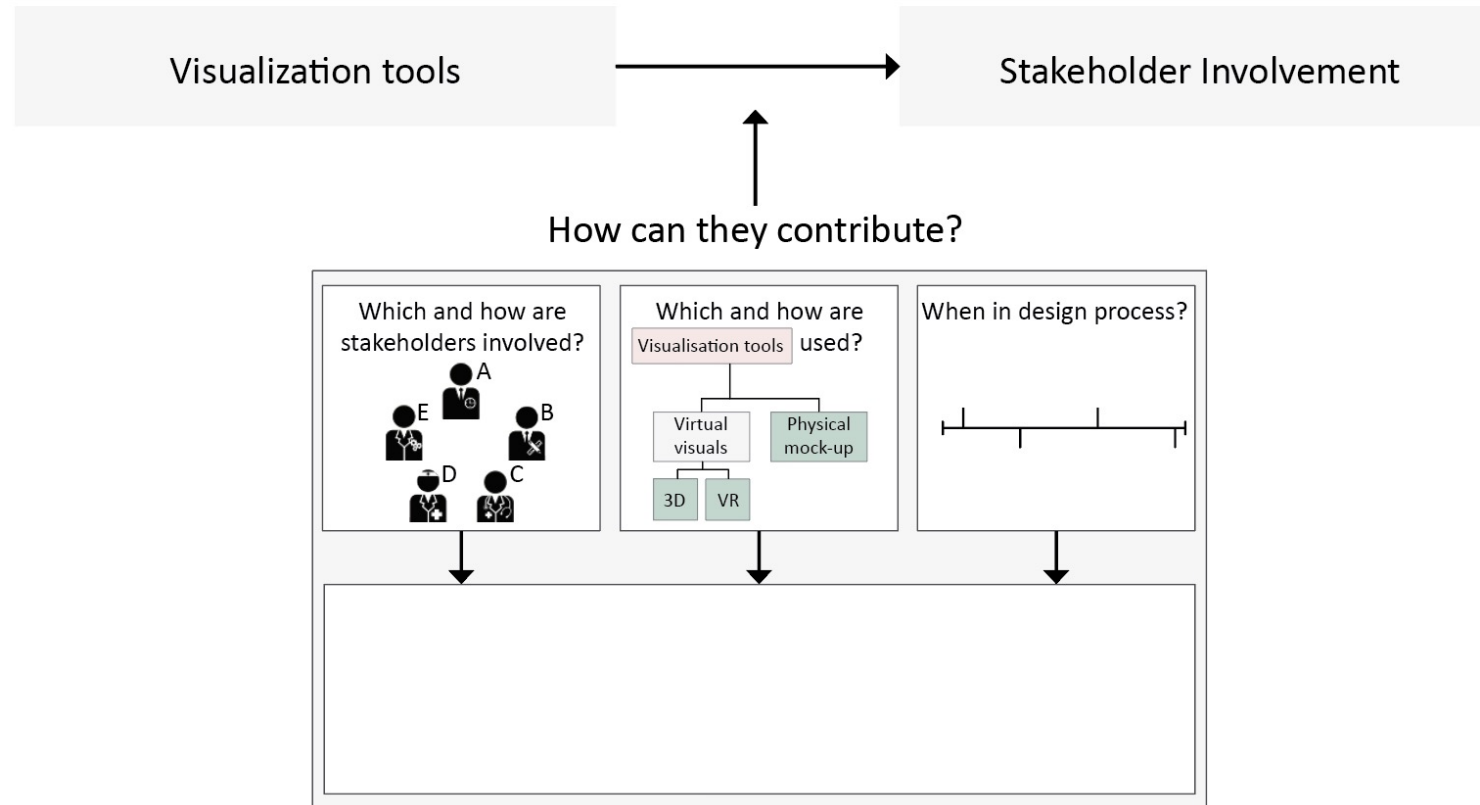 Visualization tools
Stakeholder Involvement
How can they contribute?
Which and how are
stakeholders involved?
A
E
B
D
C
Which and how are
Visualisation tools
used?
Virtual
visuals
Physical
mock-up
3D
VR
When in design process?